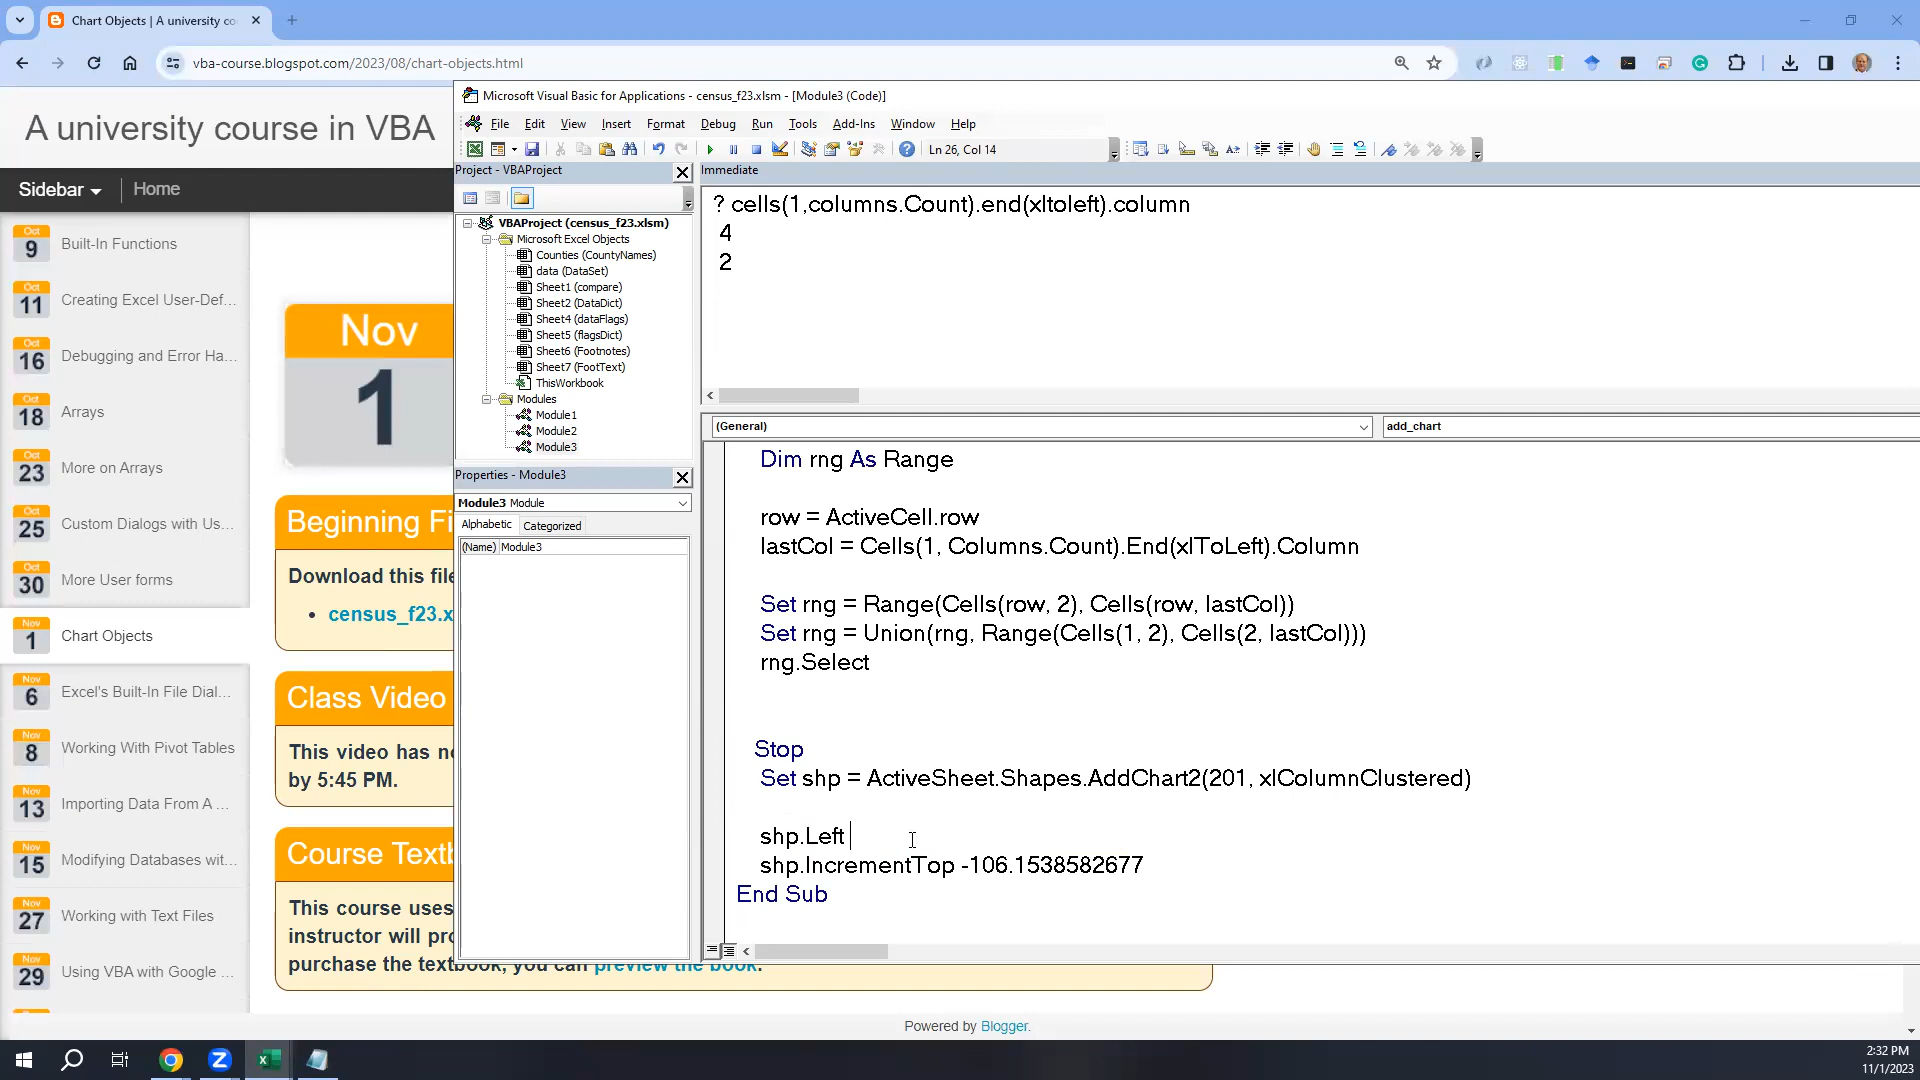 Chart Objects | A university co
vba-course.blogspot.com/2023/08/chart-objects.html
A university course in VBA
Sidebar
Home
Oct
9
Built-In Functions
Oct
11
Creating Excel User-Def...
Oct
16
Debugging and Error Ha...
Oct
18
Arrays
Oct
23
More on Arrays
Oct
25
Custom Dialogs with Us...
Oct
30
More User forms
Nov
1
Chart Objects
Nov
6
Excel's Built-In File Dial...
Nov
8
Working With Pivot Tables
Nov
13
Importing Data From A ...
Nov
15
Modifying Databases wit...
Nov
27
Working with Text Files
Nov
29
Using VBA with Google ...
Nov
1
Beginning Fi
Download this file
• census_f23.x
Class Video
This video has no
by 5:45 PM.
Course Textb
This course uses
instructor will pro
purchase the textbook, you can preview the book.
Powered by Blogger.
Microsoft Visual Basic for Applications - census_f23.xlsm - [Module3 (Code)]
File Edit View Insert Format Debug Run Tools Add-Ins Window Help
Ln 26, Col 14
Project - VBAProject
VBAProject (census_f23.xlsm)
Microsoft Excel Objects
Counties (CountyNames)
data (DataSet)
Sheet1 (compare)
Sheet2 (DataDict)
Sheet4 (dataFlags)
Sheet5 (flagsDict)
Sheet6 (Footnotes)
Sheet7 (FootText)
ThisWorkbook
Modules
Module1
Module2
Module3
Properties - Module3
Module3 Module
Alphabetic Categorized
(Name) Module3
Immediate
? cells(1,columns.Count).end(xltoleft).column
4
2
(General)
add_chart
Dim rng As Range
row = ActiveCell.row
lastCol = Cells(1, Columns.Count).End(xlToLeft).Column
Set rng = Range(Cells(row, 2), Cells(row, lastCol))
Set rng = Union(rng, Range(Cells(1, 2), Cells(2, lastCol)))
rng.Select
Stop
Set shp = ActiveSheet.Shapes.AddChart2(201, xlColumnClustered)
shp.Left
shp.IncrementTop -106.1538582677
End Sub
2:32 PM
11/1/2023